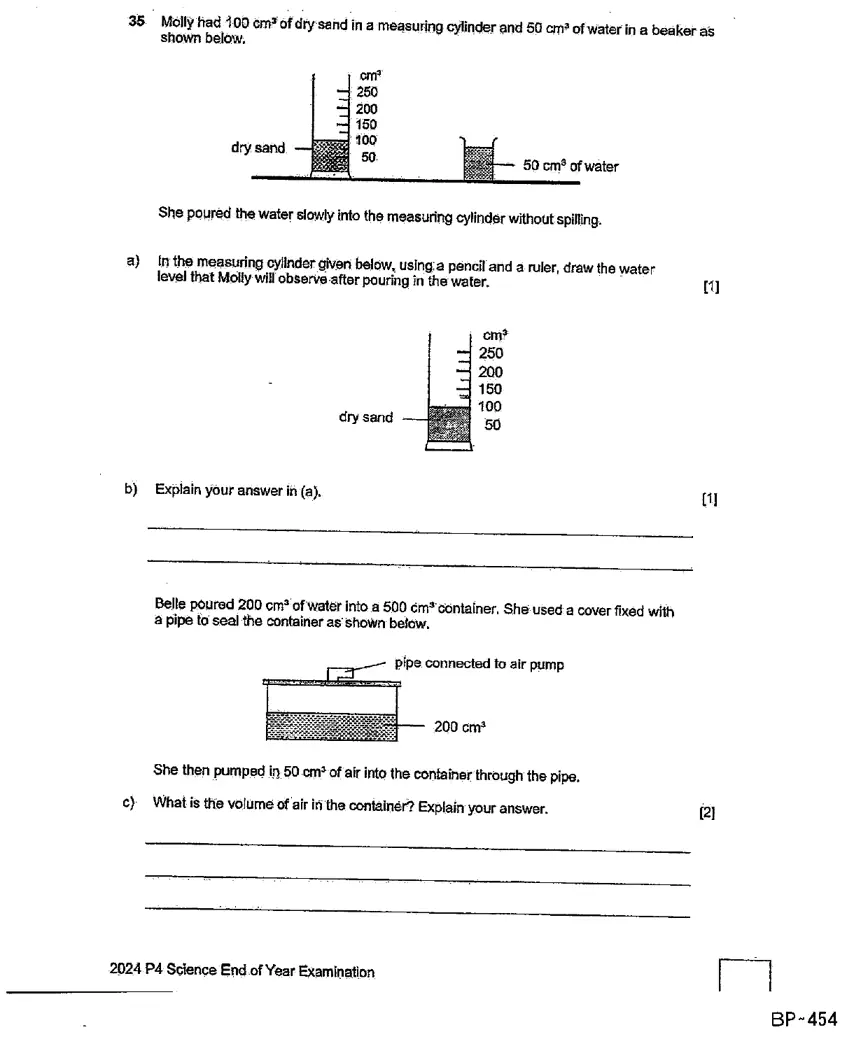 35 Molly had 100 cm³ of dry sand in a measuring cylinder and 50 cm³ of water in a beaker as
shown below.
cm³
250
200
150
100
50
dry sand
50 cm³ of water
She poured the water slowly into the measuring cylinder without spilling.
a) In the measuring cylinder given below, using a pencil and a ruler, draw the water
level that Molly will observe after pouring in the water. [1]
cm³
250
200
150
100
50
dry sand
b) Explain your answer in (a). [1]
Belle poured 200 cm³ of water into a 500 cm³ container. She used a cover fixed with
a pipe to seal the container as shown below.
pipe connected to air pump
200 cm³
She then pumped in 50 cm³ of air into the container through the pipe.
c) What is the volume of air in the container? Explain your answer. [2]
2024 P4 Science End of Year Examination
BP~454